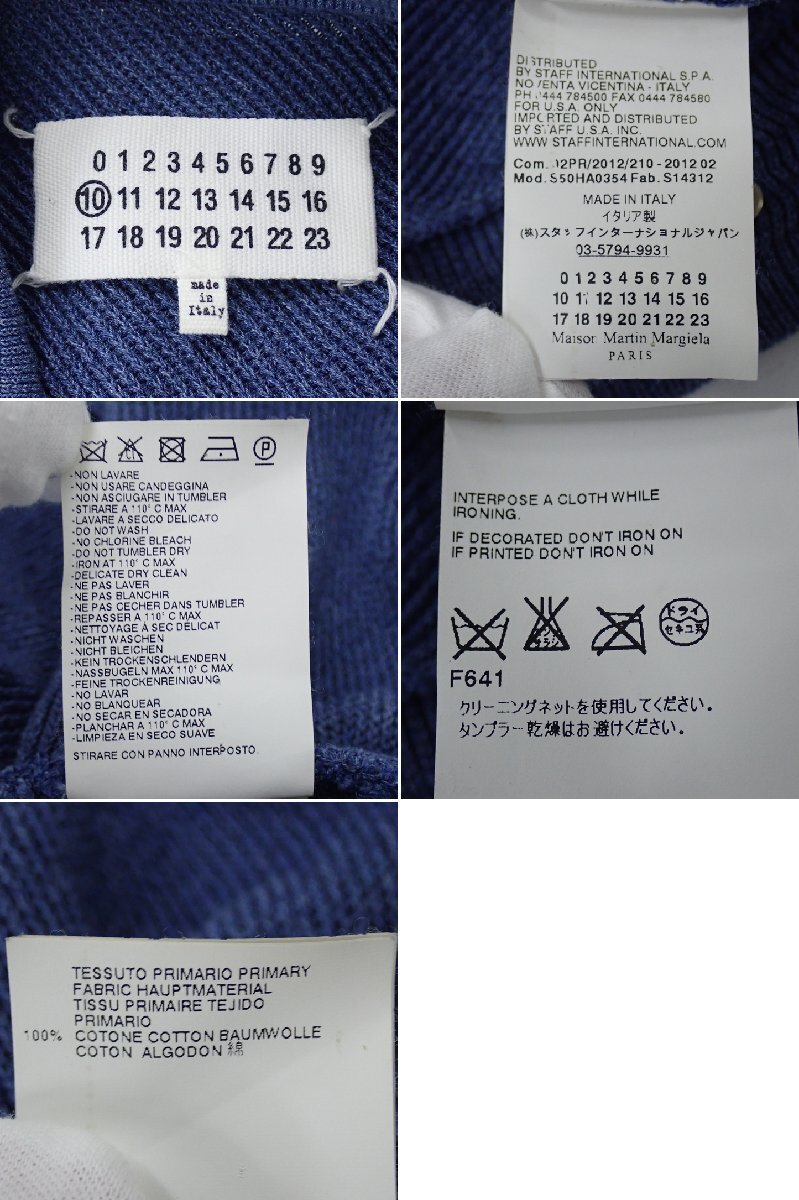 0 1 2 3 4 5 6 7 8 9
10 11 12 13 14 15 16
17 18 19 20 21 22 23
made
in
Italy
DISTRIBUTED
BY STAFF INTERNATIONAL S.P.A.
NOVENTA VICENTINA - ITALY
PH 0444 784500 FAX 0444 784580
FOR U.S.A. ONLY
IMPORTED AND DISTRIBUTED
BY STAFF U.S.A. INC.
WWW.STAFFINTERNATIONAL.COM
Com. 02PR/2012/210 - 2012 02
Mod. S50HA0354 Fab. S14312
MADE IN ITALY
イタリア製
(株)スタッフインターナショナルジャパン
03-5794-9931
0 1 2 3 4 5 6 7 8 9
10 11 12 13 14 15 16
17 18 19 20 21 22 23
Maison Martin Margiela
PARIS
Cl
P
-NON LAVARE
-NON USARE CANDEGGINA
-NON ASCIUGARE IN TUMBLER
-STIRARE A 110° C MAX
-LAVARE A SECCO DELICATO
-DO NOT WASH
-NO CHLORINE BLEACH
-DO NOT TUMBLER DRY
-IRON AT 110° C MAX
-DELICATE DRY CLEAN
-NE PAS LAVER
-NE PAS BLANCHIR
-NE PAS CECHER DANS TUMBLER
-REPASSER A 110° C MAX
-NETTOYAGE À SEC DELICAT
-NICHT WASCHEN
-NICHT BLEICHEN
-KEIN TROCKENSCHLENDERN
-NASSBUGELN MAX 110° C MAX
-FEINE TROCKENREINIGUNG
-NO LAVAR
-NO BLANQUEAR
-NO SECAR EN SECADORA
-PLANCHAR A 110° C MAX
-LIMPIEZA EN SECO SUAVE
STIRARE CON PANNO INTERPOSTO.
INTERPOSE A CLOTH WHILE
IRONING.
IF DECORATED DON'T IRON ON
IF PRINTED DON'T IRON ON
エンソ
サラシ
ドライ
セキユ系
F641
クリーニングネットを使用してください。
タンブラー乾燥はお避けください。
TESSUTO PRIMARIO PRIMARY
FABRIC HAUPTMATERIAL
TISSU PRIMAIRE TEJIDO
PRIMARIO
100% COTONE COTTON BAUMWOLLE
COTON ALGODON 綿